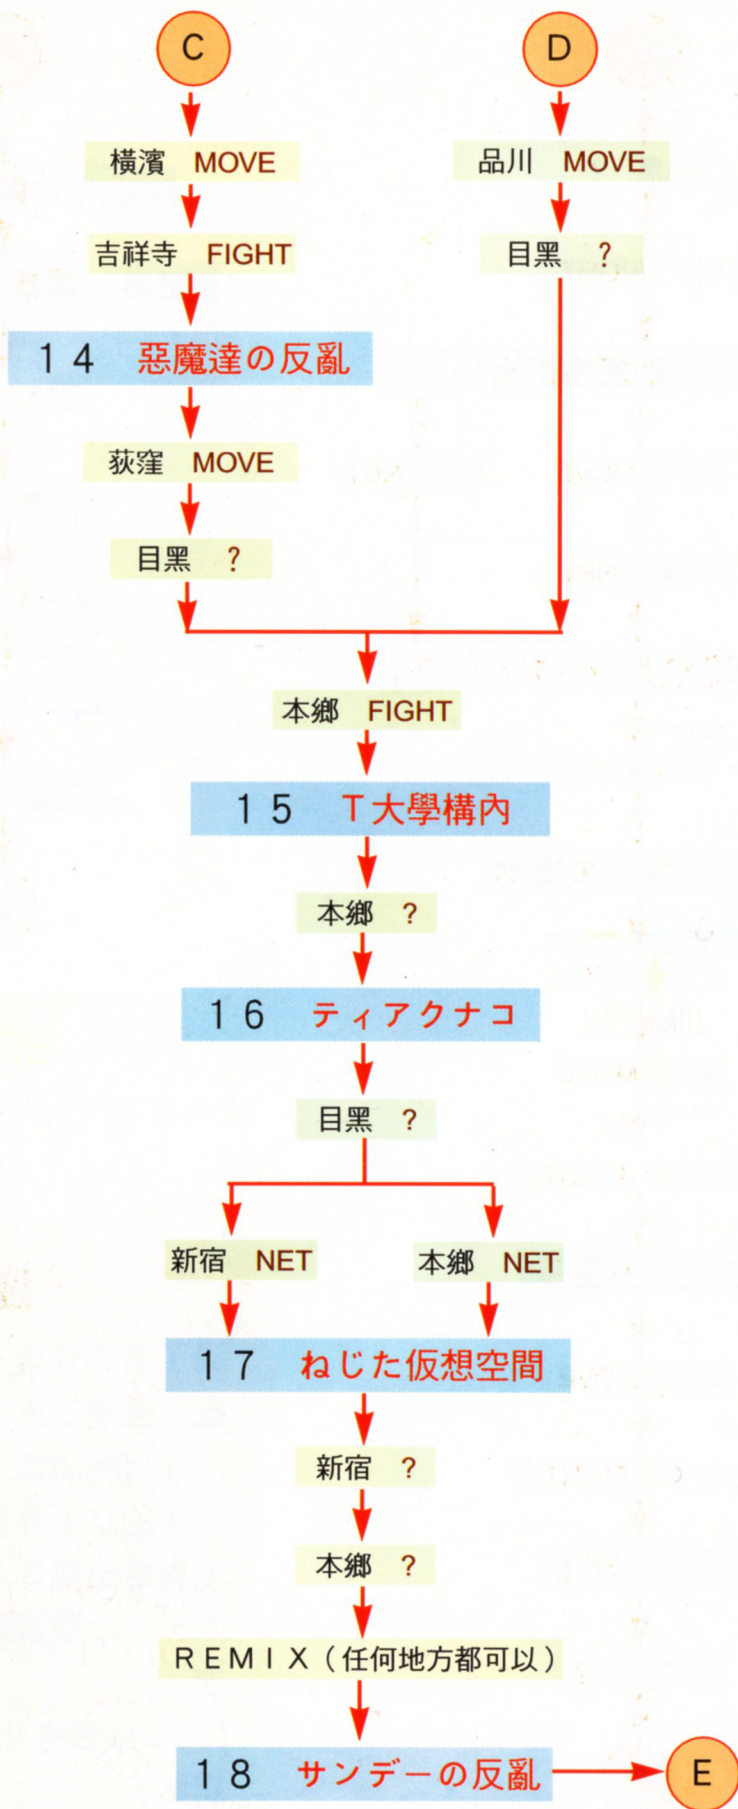 C
D
橫濱 MOVE
品川 MOVE
吉祥寺 FIGHT
目黑 ?
14 惡魔達の反亂
荻窪 MOVE
目黑 ?
本鄉 FIGHT
15 T大學構內
本鄉 ?
16 ティアクナコ
目黑 ?
新宿 NET
本鄉 NET
17 ねじた仮想空間
新宿 ?
本鄉 ?
REMIX(任何地方都可以)
18 サンデーの反亂
E